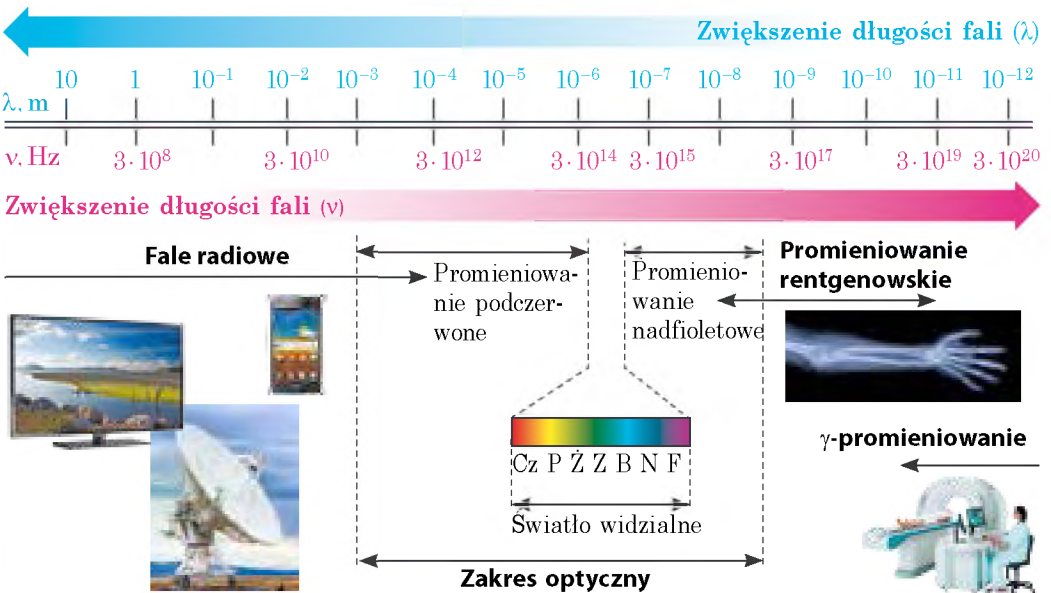 Zwiększenie długości fali (λ)
10 1 10⁻¹ 10⁻² 10⁻³ 10⁻⁴ 10⁻⁵ 10⁻⁶ 10⁻⁷ 10⁻⁸ 10⁻⁹ 10⁻¹⁰ 10⁻¹¹ 10⁻¹²
λ, m
ν, Hz 3·10⁸ 3·10¹⁰ 3·10¹² 3·10¹⁴ 3·10¹⁵ 3·10¹⁷ 3·10¹⁹ 3·10²⁰
Zwiększenie długości fali (ν)
Fale radiowe
Promieniowa-
nie podczer-
wone
Promienio-
wanie
nadfioletowe
Promieniowanie
rentgenowskie
γ-promieniowanie
Cz P Ż Z B N F
Światło widzialne
Zakres optyczny